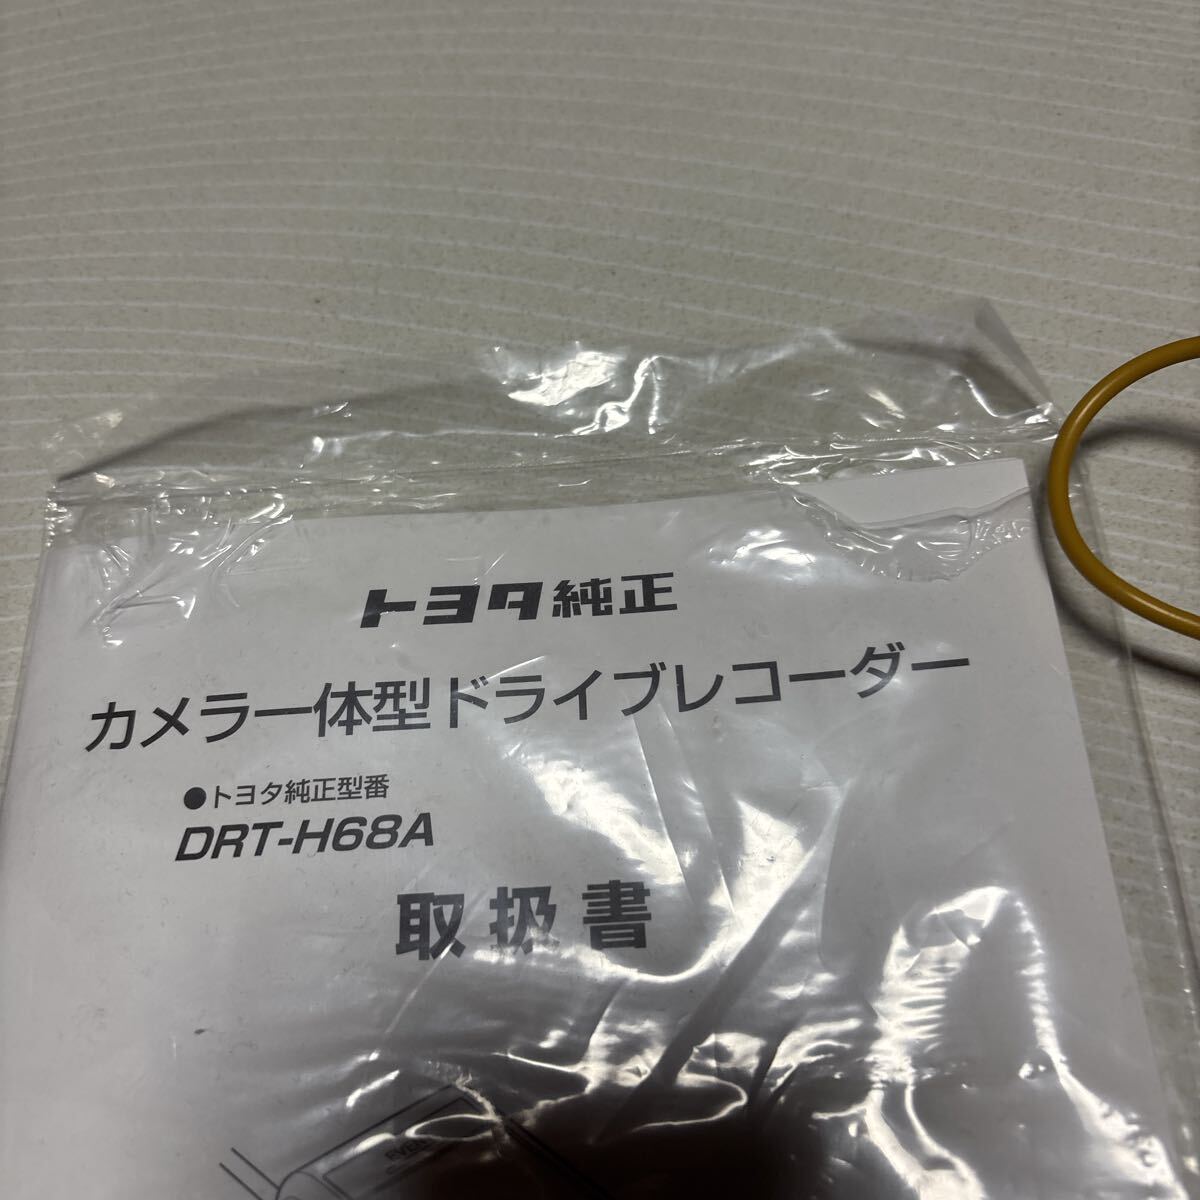 トヨタ純正
カメラ一体型ドライブレコーダー
●トヨタ純正型番
DRT-H68A
取扱書